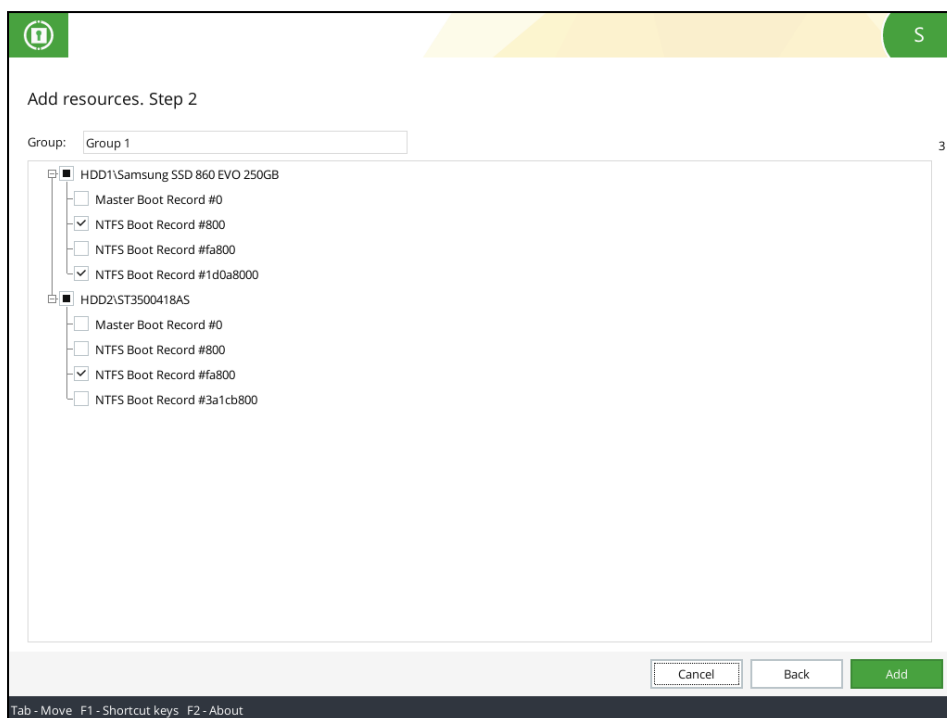 S
Add resources. Step 2
Group: Group 1
3
HDD1\Samsung SSD 860 EVO 250GB
Master Boot Record #0
NTFS Boot Record #800
NTFS Boot Record #fa800
NTFS Boot Record #1d0a8000
HDD2\ST3500418AS
Master Boot Record #0
NTFS Boot Record #800
NTFS Boot Record #fa800
NTFS Boot Record #3a1cb800
Cancel Back Add
Tab - Move F1 - Shortcut keys F2 - About